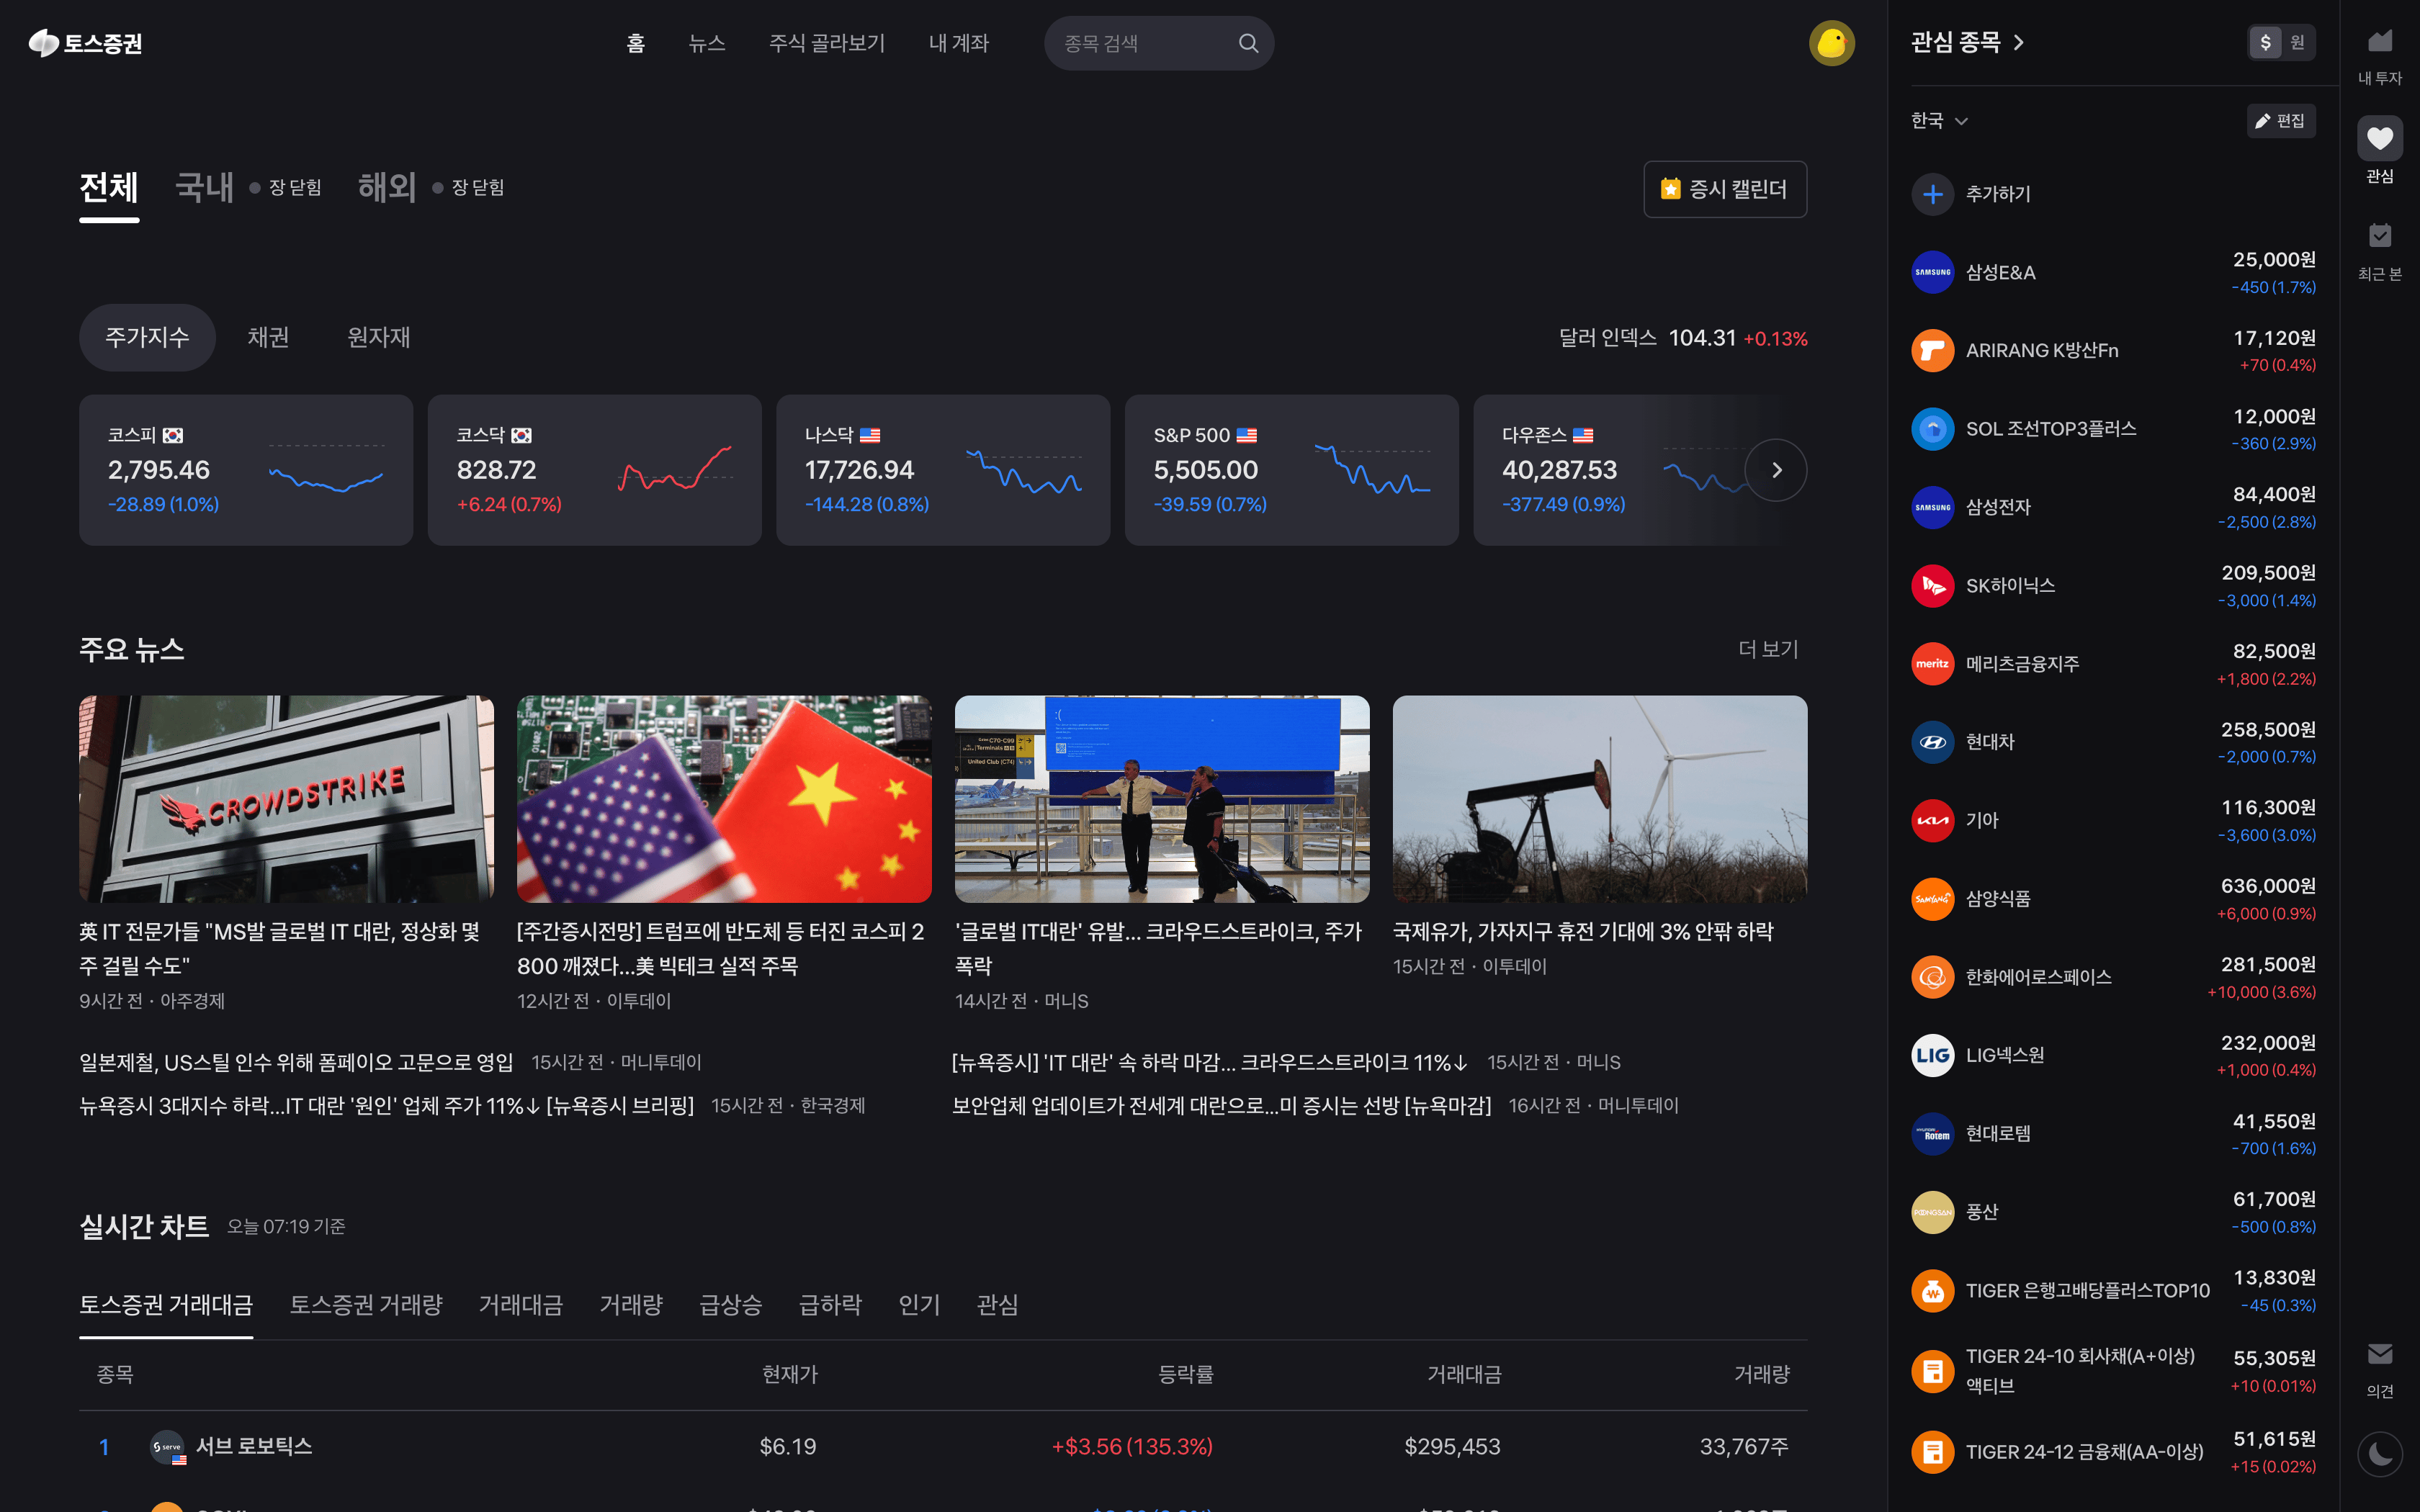 토스증권
홈
뉴스
주식 골라보기
내 계좌
종목 검색
전체
국내
장 닫힘
해외
장 닫힘
증시 캘린더
주가지수
채권
원자재
달러 인덱스 104.31 +0.13%
코스피
2,795.46
-28.89 (1.0%)
코스닥
828.72
+6.24 (0.7%)
나스닥
17,726.94
-144.28 (0.8%)
S&P 500
5,505.00
-39.59 (0.7%)
다우존스
40,287.53
-377.49 (0.9%)
주요 뉴스
더 보기
CROWDSTRIKE
英 IT 전문가들 "MS발 글로벌 IT 대란, 정상화 몇
주 걸릴 수도"
9시간 전 · 아주경제
[주간증시전망] 트럼프에 반도체 등 터진 코스피 2
800 깨졌다…美 빅테크 실적 주목
12시간 전 · 이투데이
:(
Gates C70-C99
Terminals A B
United Club (C74)
'글로벌 IT대란' 유발… 크라우드스트라이크, 주가
폭락
14시간 전 · 머니S
국제유가, 가자지구 휴전 기대에 3% 안팎 하락
15시간 전 · 이투데이
일본제철, US스틸 인수 위해 폼페이오 고문으로 영입 15시간 전 · 머니투데이
[뉴욕증시] 'IT 대란' 속 하락 마감… 크라우드스트라이크 11%↓ 15시간 전 · 머니S
뉴욕증시 3대지수 하락…IT 대란 '원인' 업체 주가 11%↓ [뉴욕증시 브리핑] 15시간 전 · 한국경제
보안업체 업데이트가 전세계 대란으로…미 증시는 선방 [뉴욕마감] 16시간 전 · 머니투데이
실시간 차트 오늘 07:19 기준
토스증권 거래대금
토스증권 거래량
거래대금
거래량
급상승
급하락
인기
관심
종목 현재가 등락률 거래대금 거래량
1 serve 서브 로보틱스 $6.19 +$3.56 (135.3%) $295,453 33,767주
관심 종목
$ 원
한국
편집
추가하기
SAMSUNG 삼성E&A 25,000원
-450 (1.7%)
ARIRANG K방산Fn 17,120원
+70 (0.4%)
SOL 조선TOP3플러스 12,000원
-360 (2.9%)
SAMSUNG 삼성전자 84,400원
-2,500 (2.8%)
SK하이닉스 209,500원
-3,000 (1.4%)
meritz 메리츠금융지주 82,500원
+1,800 (2.2%)
현대차 258,500원
-2,000 (0.7%)
KIA 기아 116,300원
-3,600 (3.0%)
SAMYANG 삼양식품 636,000원
+6,000 (0.9%)
한화에어로스페이스 281,500원
+10,000 (3.6%)
LIG LIG넥스원 232,000원
+1,000 (0.4%)
HYUNDAI Rotem 현대로템 41,550원
-700 (1.6%)
POONGSAN 풍산 61,700원
-500 (0.8%)
TIGER 은행고배당플러스TOP10 13,830원
-45 (0.3%)
TIGER 24-10 회사채(A+이상)
액티브
55,305원
+10 (0.01%)
TIGER 24-12 금융채(AA-이상) 51,615원
+15 (0.02%)
내 투자
관심
최근 본
의견